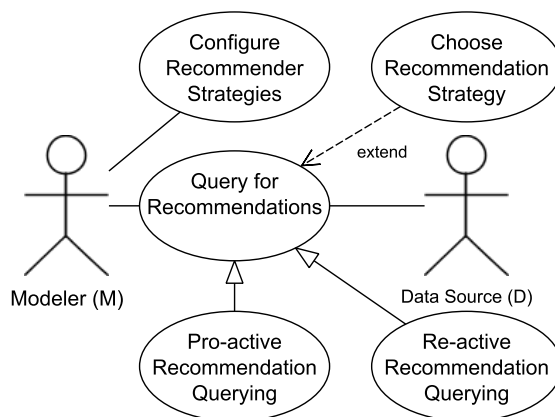 Configure
Recommender
Strategies
Choose
Recommendation
Strategy
extend
Query for
Recommendations
Modeler (M)
Data Source (D)
Pro-active
Recommendation
Querying
Re-active
Recommendation
Querying